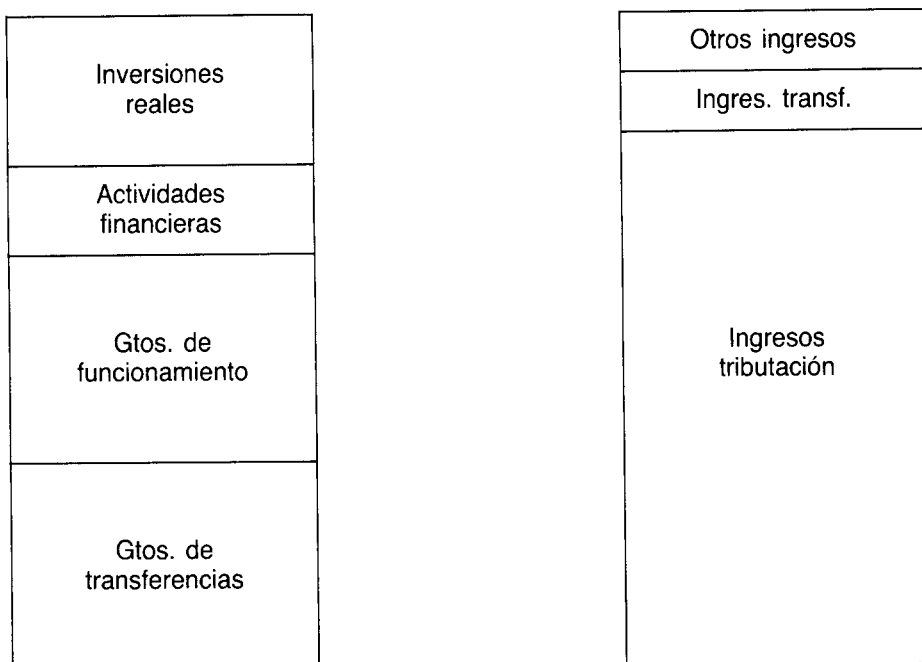 Inversiones
reales
Actividades
financieras
Gtos. de
funcionamiento
Gtos. de
transferencias
Otros ingresos
Ingres. transf.
Ingresos
tributación